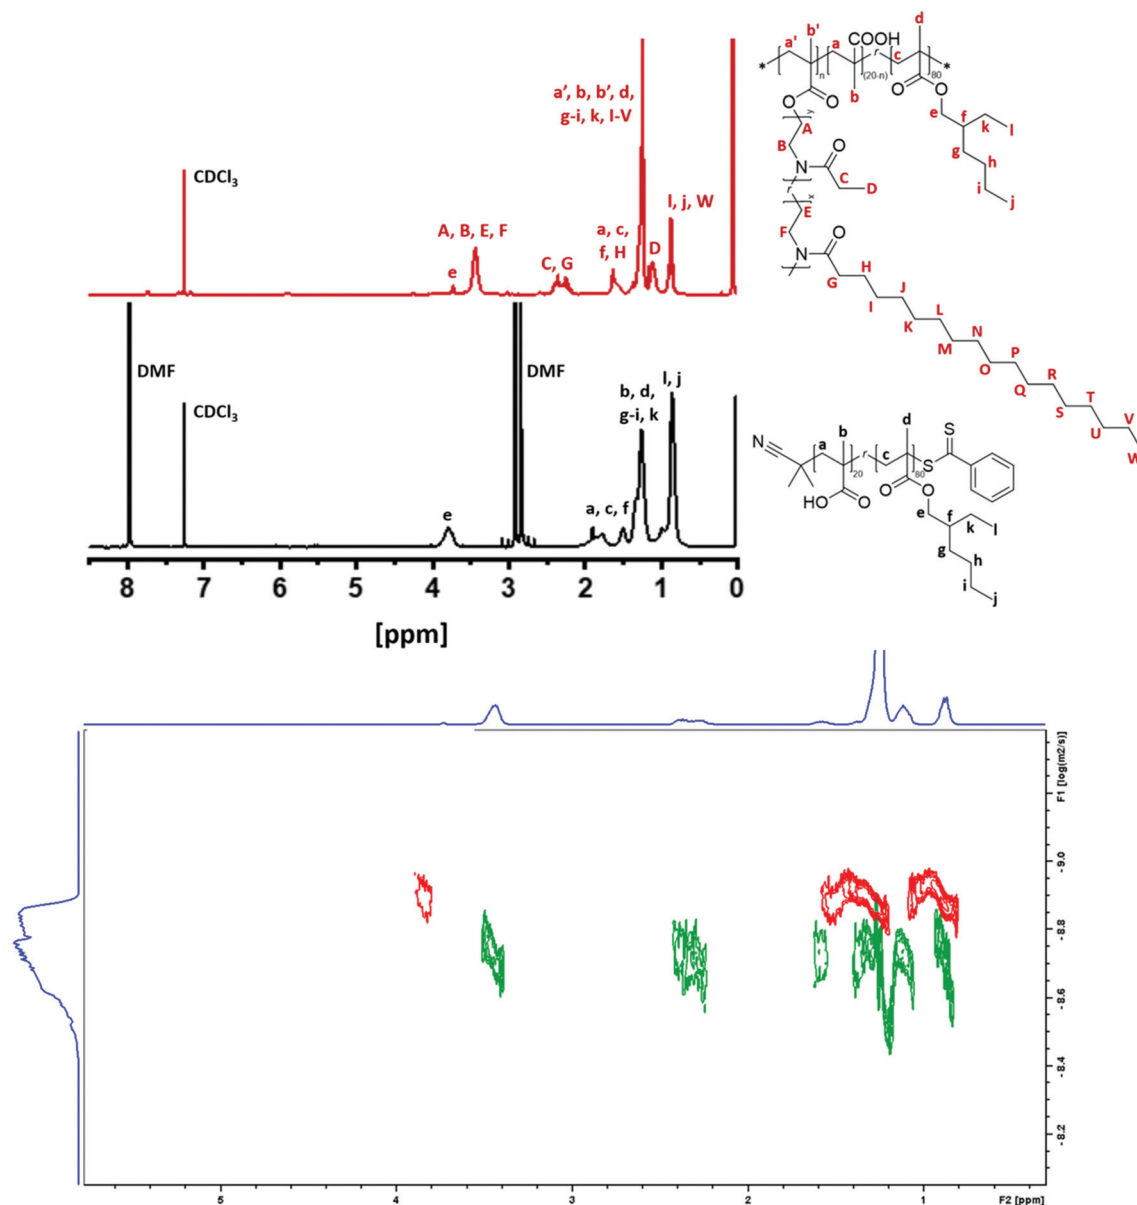 a', b, b', d,
g-i, k, I-V
CDCl3
A, B, E, F
e
C, G
a, c,
f, H
D
l, j, W
DMF
CDCl3
e
DMF
a, c, f
b, d,
g-i, k
l, j
8 7 6 5 4 3 2 1 0
[ppm]
a' b' a COOH c d
* n (20-n) r 80 *
b
O O O O
e f k l
g h i j
y
A
B
N O
C D
r x
E
F
N O
G H I J K L M N O P Q R S T U V W
N a b r c d S
20 80 S
HO O O O
e f k l
g h i j
F1 [log(m2/s)]
- 9.0
- 8.8
- 8.6
- 8.4
- 8.2
5 4 3 2 1 F2 [ppm]